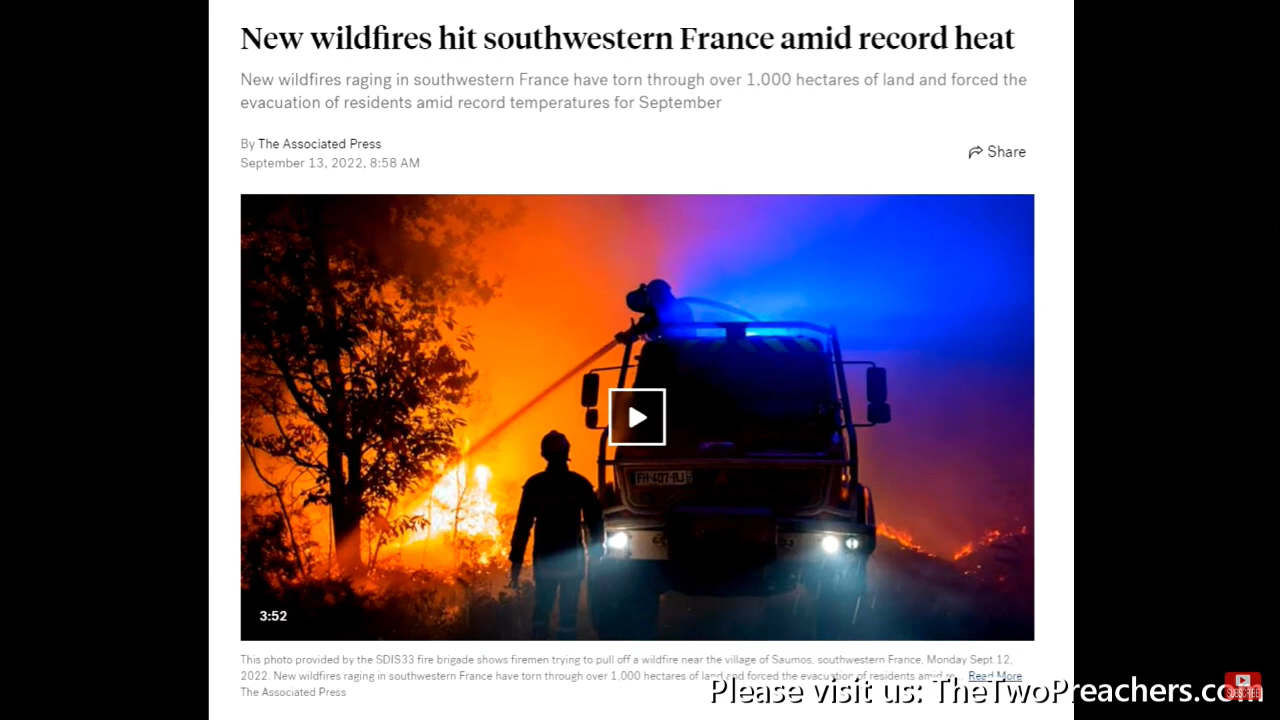 New wildfires hit southwestern France amid record heat
New wildfires raging in southwestern France have torn through over 1,000 hectares of land and forced the
evacuation of residents amid record temperatures for September
By The Associated Press
September 13, 2022, 8:58 AM
Share
FH-407-RJ
3:52
This photo provided by the SDIS33 fire brigade shows firemen trying to pull off a wildfire near the village of Saumos, southwestern France, Monday Sept.12,
2022. New wildfires raging in southwestern France have torn through over 1,000 hectares of land and forced the evacuation of residents amid r... Read More
The Associated Press
Please visit us: TheTwoPreachers.com
SUBSCRIBE